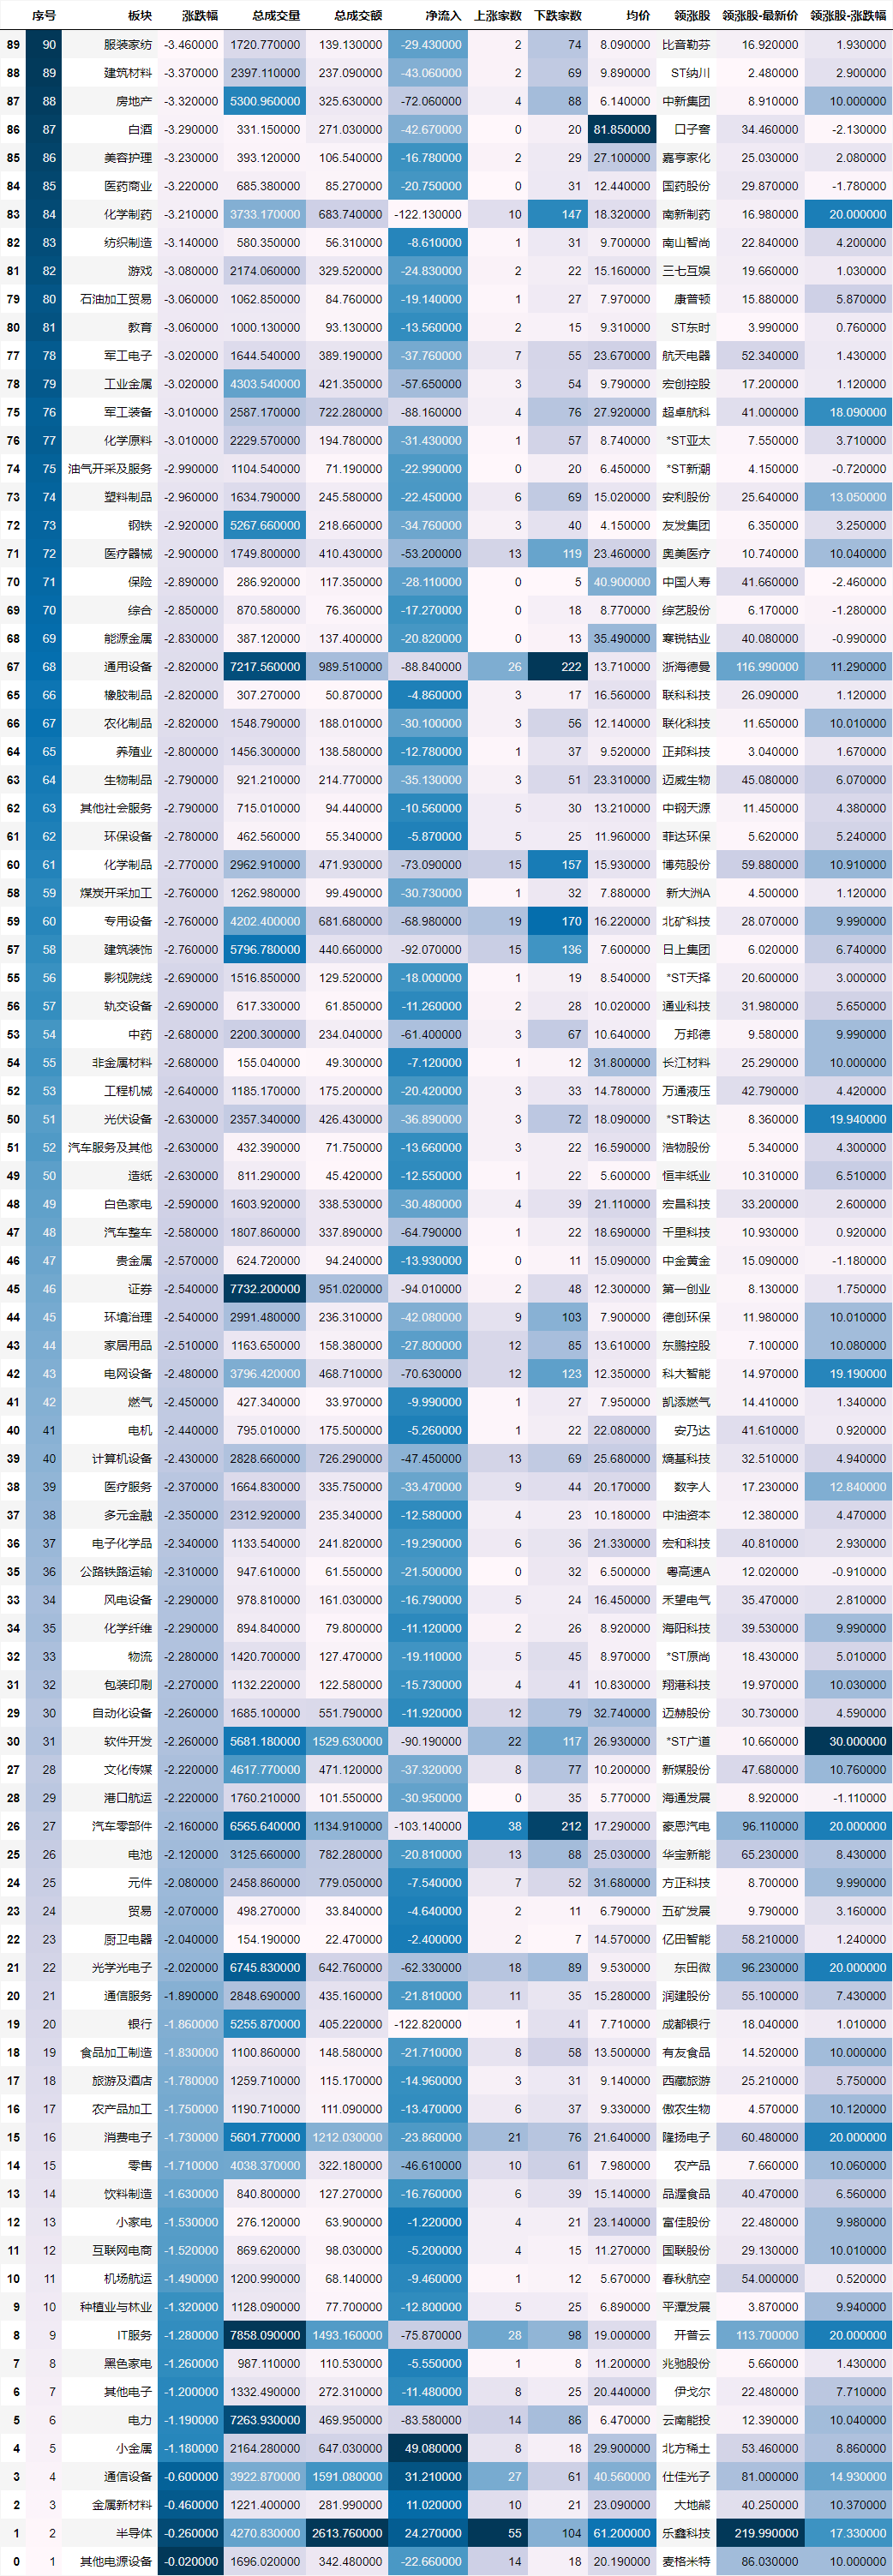 序号 板块 涨跌幅 总成交量 总成交额 净流入 上涨家数 下跌家数 均价 领涨股 领涨股-最新价 领涨股-涨跌幅
89 90 服装家纺 -3.460000 1720.770000 139.130000 -29.430000 2 74 8.090000 比音勒芬 16.920000 1.930000
88 89 建筑材料 -3.370000 2397.110000 237.090000 -43.060000 2 69 9.890000 ST纳川 2.480000 2.900000
87 88 房地产 -3.320000 5300.960000 325.630000 -72.060000 4 88 6.140000 中新集团 8.910000 10.000000
86 87 白酒 -3.290000 331.150000 271.030000 -42.670000 0 20 81.850000 口子窖 34.460000 -2.130000
85 86 美容护理 -3.230000 393.120000 106.540000 -16.780000 2 29 27.100000 嘉亨家化 25.030000 2.080000
84 85 医药商业 -3.220000 685.380000 85.270000 -20.750000 0 31 12.440000 国药股份 29.870000 -1.780000
83 84 化学制药 -3.210000 3733.170000 683.740000 -122.130000 10 147 18.320000 南新制药 16.980000 20.000000
82 83 纺织制造 -3.140000 580.350000 56.310000 -8.610000 1 31 9.700000 南山智尚 22.840000 4.200000
81 82 游戏 -3.080000 2174.060000 329.520000 -24.830000 2 22 15.160000 三七互娱 19.660000 1.030000
79 80 石油加工贸易 -3.060000 1062.850000 84.760000 -19.140000 1 27 7.970000 康普顿 15.880000 5.870000
80 81 教育 -3.060000 1000.130000 93.130000 -13.560000 2 15 9.310000 ST东时 3.990000 0.760000
77 78 军工电子 -3.020000 1644.540000 389.190000 -37.760000 7 55 23.670000 航天电器 52.340000 1.430000
78 79 工业金属 -3.020000 4303.540000 421.350000 -57.650000 3 54 9.790000 宏创控股 17.200000 1.120000
75 76 军工装备 -3.010000 2587.170000 722.280000 -88.160000 4 76 27.920000 超卓航科 41.000000 18.090000
76 77 化学原料 -3.010000 2229.570000 194.780000 -31.430000 1 57 8.740000 *ST亚太 7.550000 3.710000
74 75 油气开采及服务 -2.990000 1104.540000 71.190000 -22.990000 0 20 6.450000 *ST新潮 4.150000 -0.720000
73 74 塑料制品 -2.960000 1634.790000 245.580000 -22.450000 6 69 15.020000 安利股份 25.640000 13.050000
72 73 钢铁 -2.920000 5267.660000 218.660000 -34.760000 3 40 4.150000 友发集团 6.350000 3.250000
71 72 医疗器械 -2.900000 1749.800000 410.430000 -53.200000 13 119 23.460000 奥美医疗 10.740000 10.040000
70 71 保险 -2.890000 286.920000 117.350000 -28.110000 0 5 40.900000 中国人寿 41.660000 -2.460000
69 70 综合 -2.850000 870.580000 76.360000 -17.270000 0 18 8.770000 综艺股份 6.170000 -1.280000
68 69 能源金属 -2.830000 387.120000 137.400000 -20.820000 0 13 35.490000 寒锐钴业 40.080000 -0.990000
67 68 通用设备 -2.820000 7217.560000 989.510000 -88.840000 26 222 13.710000 浙海德曼 116.990000 11.290000
65 66 橡胶制品 -2.820000 307.270000 50.870000 -4.860000 3 17 16.560000 联科科技 26.090000 1.120000
66 67 农化制品 -2.820000 1548.790000 188.010000 -30.100000 3 56 12.140000 联化科技 11.650000 10.010000
64 65 养殖业 -2.800000 1456.300000 138.580000 -12.780000 1 37 9.520000 正邦科技 3.040000 1.670000
63 64 生物制品 -2.790000 921.210000 214.770000 -35.130000 3 51 23.310000 迈威生物 45.080000 6.070000
62 63 其他社会服务 -2.790000 715.010000 94.440000 -10.560000 5 30 13.210000 中钢天源 11.450000 4.380000
61 62 环保设备 -2.780000 462.560000 55.340000 -5.870000 5 25 11.960000 菲达环保 5.620000 5.240000
60 61 化学制品 -2.770000 2962.910000 471.930000 -73.090000 15 157 15.930000 博苑股份 59.880000 10.910000
58 59 煤炭开采加工 -2.760000 1262.980000 99.490000 -30.730000 1 32 7.880000 新大洲A 4.500000 1.120000
59 60 专用设备 -2.760000 4202.400000 681.680000 -68.980000 19 170 16.220000 北矿科技 28.070000 9.990000
57 58 建筑装饰 -2.760000 5796.780000 440.660000 -92.070000 15 136 7.600000 日上集团 6.020000 6.740000
55 56 影视院线 -2.690000 1516.850000 129.520000 -18.000000 1 19 8.540000 *ST天择 20.600000 3.000000
56 57 轨交设备 -2.690000 617.330000 61.850000 -11.260000 2 28 10.020000 通业科技 31.980000 5.650000
53 54 中药 -2.680000 2200.300000 234.040000 -61.400000 3 67 10.640000 万邦德 9.580000 9.990000
54 55 非金属材料 -2.680000 155.040000 49.300000 -7.120000 1 12 31.800000 长江材料 25.290000 10.000000
52 53 工程机械 -2.640000 1185.170000 175.200000 -20.420000 3 33 14.780000 万通液压 42.790000 4.420000
50 51 光伏设备 -2.630000 2357.340000 426.430000 -36.890000 3 72 18.090000 *ST聆达 8.360000 19.940000
51 52 汽车服务及其他 -2.630000 432.390000 71.750000 -13.660000 3 22 16.590000 浩物股份 5.340000 4.300000
49 50 造纸 -2.630000 811.290000 45.420000 -12.550000 1 22 5.600000 恒丰纸业 10.310000 6.510000
48 49 白色家电 -2.590000 1603.920000 338.530000 -30.480000 4 39 21.110000 宏昌科技 33.200000 2.600000
47 48 汽车整车 -2.580000 1807.860000 337.890000 -64.790000 1 22 18.690000 千里科技 10.930000 0.920000
46 47 贵金属 -2.570000 624.720000 94.240000 -13.930000 0 11 15.090000 中金黄金 15.090000 -1.180000
45 46 证券 -2.540000 7732.200000 951.020000 -94.010000 2 48 12.300000 第一创业 8.130000 1.750000
44 45 环境治理 -2.540000 2991.480000 236.310000 -42.080000 9 103 7.900000 德创环保 11.980000 10.010000
43 44 家居用品 -2.510000 1163.650000 158.380000 -27.800000 12 85 13.610000 东鹏控股 7.100000 10.080000
42 43 电网设备 -2.480000 3796.420000 468.710000 -70.630000 12 123 12.350000 科大智能 14.970000 19.190000
41 42 燃气 -2.450000 427.340000 33.970000 -9.990000 1 27 7.950000 凯添燃气 14.410000 1.340000
40 41 电机 -2.440000 795.010000 175.500000 -5.260000 1 22 22.080000 安乃达 41.610000 0.920000
39 40 计算机设备 -2.430000 2828.660000 726.290000 -47.450000 13 69 25.680000 熵基科技 32.510000 4.940000
38 39 医疗服务 -2.370000 1664.830000 335.750000 -33.470000 9 44 20.170000 数字人 17.230000 12.840000
37 38 多元金融 -2.350000 2312.920000 235.340000 -12.580000 4 23 10.180000 中油资本 12.380000 4.470000
36 37 电子化学品 -2.340000 1133.540000 241.820000 -19.290000 6 36 21.330000 宏和科技 40.810000 2.930000
35 36 公路铁路运输 -2.310000 947.610000 61.550000 -21.500000 0 32 6.500000 粤高速A 12.020000 -0.910000
33 34 风电设备 -2.290000 978.810000 161.030000 -16.790000 5 24 16.450000 禾望电气 35.470000 2.810000
34 35 化学纤维 -2.290000 894.840000 79.800000 -11.120000 2 26 8.920000 海阳科技 39.530000 9.990000
32 33 物流 -2.280000 1420.700000 127.470000 -19.110000 5 45 8.970000 *ST原尚 18.430000 5.010000
31 32 包装印刷 -2.270000 1132.220000 122.580000 -15.730000 4 41 10.830000 翔港科技 19.970000 10.030000
29 30 自动化设备 -2.260000 1685.100000 551.790000 -11.920000 12 79 32.740000 迈赫股份 30.730000 4.590000
30 31 软件开发 -2.260000 5681.180000 1529.630000 -90.190000 22 117 26.930000 *ST广道 10.660000 30.000000
27 28 文化传媒 -2.220000 4617.770000 471.120000 -37.320000 8 77 10.200000 新媒股份 47.680000 10.760000
28 29 港口航运 -2.220000 1760.210000 101.550000 -30.950000 0 35 5.770000 海通发展 8.920000 -1.110000
26 27 汽车零部件 -2.160000 6565.640000 1134.910000 -103.140000 38 212 17.290000 豪恩汽电 96.110000 20.000000
25 26 电池 -2.120000 3125.660000 782.280000 -20.810000 13 88 25.030000 华宝新能 65.230000 8.430000
24 25 元件 -2.080000 2458.860000 779.050000 -7.540000 7 52 31.680000 方正科技 8.700000 9.990000
23 24 贸易 -2.070000 498.270000 33.840000 -4.640000 2 11 6.790000 五矿发展 9.790000 3.160000
22 23 厨卫电器 -2.040000 154.190000 22.470000 -2.400000 2 7 14.570000 亿田智能 58.210000 1.240000
21 22 光学光电子 -2.020000 6745.830000 642.760000 -62.330000 18 89 9.530000 东田微 96.230000 20.000000
20 21 通信服务 -1.890000 2848.690000 435.160000 -21.810000 11 35 15.280000 润建股份 55.100000 7.430000
19 20 银行 -1.860000 5255.870000 405.220000 -122.820000 1 41 7.710000 成都银行 18.040000 1.010000
18 19 食品加工制造 -1.830000 1100.860000 148.580000 -21.710000 8 58 13.500000 有友食品 14.520000 10.000000
17 18 旅游及酒店 -1.780000 1259.710000 115.170000 -14.960000 3 31 9.140000 西藏旅游 25.210000 5.750000
16 17 农产品加工 -1.750000 1190.710000 111.090000 -13.470000 6 37 9.330000 傲农生物 4.570000 10.120000
15 16 消费电子 -1.730000 5601.770000 1212.030000 -23.860000 21 76 21.640000 隆扬电子 60.480000 20.000000
14 15 零售 -1.710000 4038.370000 322.180000 -46.610000 10 61 7.980000 农产品 7.660000 10.060000
13 14 饮料制造 -1.630000 840.800000 127.270000 -16.760000 6 39 15.140000 品渥食品 40.470000 6.560000
12 13 小家电 -1.530000 276.120000 63.900000 -1.220000 4 21 23.140000 富佳股份 22.480000 9.980000
11 12 互联网电商 -1.520000 869.620000 98.030000 -5.200000 4 15 11.270000 国联股份 29.130000 10.010000
10 11 机场航运 -1.490000 1200.990000 68.140000 -9.460000 1 12 5.670000 春秋航空 54.000000 0.520000
9 10 种植业与林业 -1.320000 1128.090000 77.700000 -12.800000 5 25 6.890000 平潭发展 3.870000 9.940000
8 9 IT服务 -1.280000 7858.090000 1493.160000 -75.870000 28 98 19.000000 开普云 113.700000 20.000000
7 8 黑色家电 -1.260000 987.110000 110.530000 -5.550000 1 8 11.200000 兆驰股份 5.660000 1.430000
6 7 其他电子 -1.200000 1332.490000 272.310000 -11.480000 8 25 20.440000 伊戈尔 22.480000 7.710000
5 6 电力 -1.190000 7263.930000 469.950000 -83.580000 14 86 6.470000 云南能投 12.390000 10.040000
4 5 小金属 -1.180000 2164.280000 647.030000 49.080000 8 18 29.900000 北方稀土 53.460000 8.860000
3 4 通信设备 -0.600000 3922.870000 1591.080000 31.210000 27 61 40.560000 仕佳光子 81.000000 14.930000
2 3 金属新材料 -0.460000 1221.400000 281.990000 11.020000 10 21 23.090000 大地熊 40.250000 10.370000
1 2 半导体 -0.260000 4270.830000 2613.760000 24.270000 55 104 61.200000 乐鑫科技 219.990000 17.330000
0 1 其他电源设备 -0.020000 1696.020000 342.480000 -22.660000 14 18 20.190000 麦格米特 86.030000 10.000000